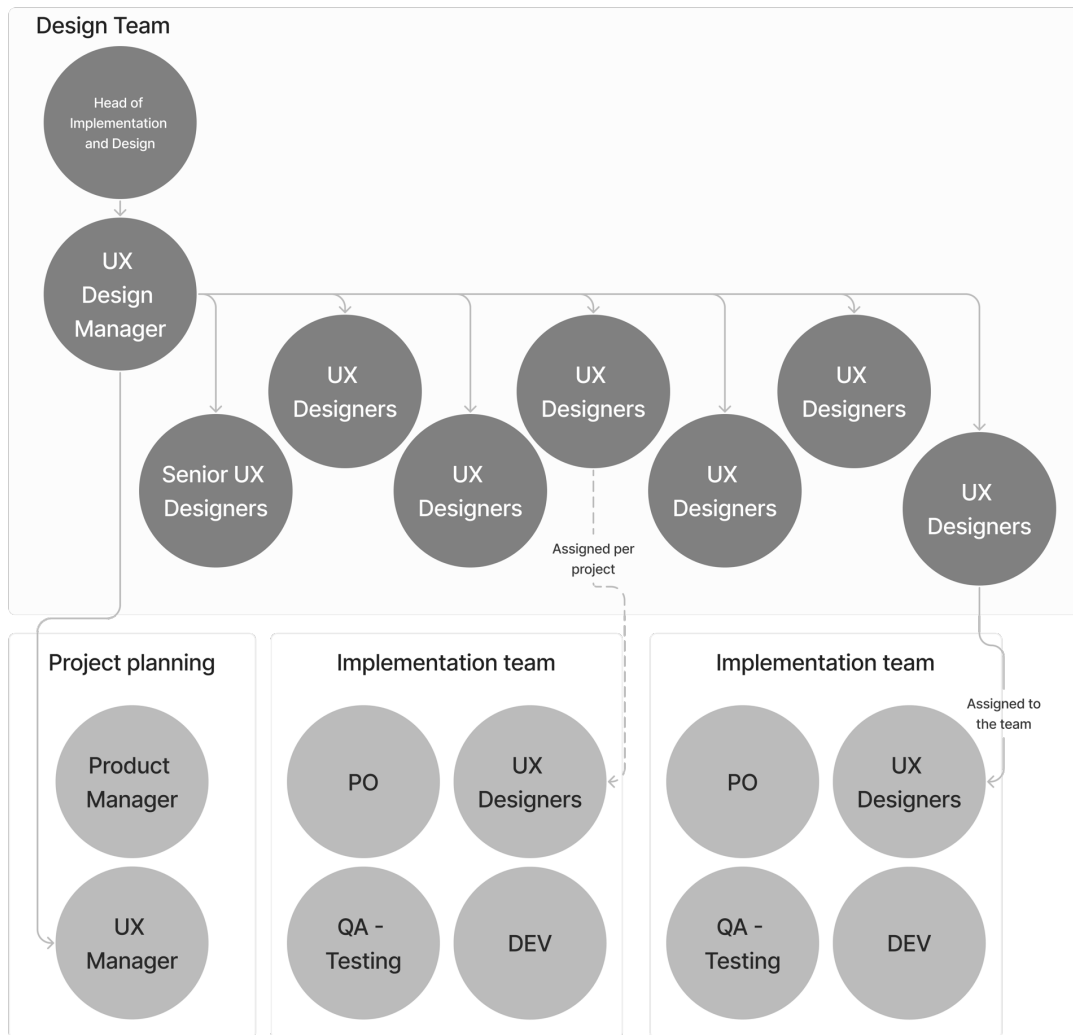 Design Team
Head of
Implementation
and Design
UX
Design
Manager
UX
Designers
UX
Designers
UX
Designers
Senior UX
Designers
UX
Designers
UX
Designers
UX
Designers
Assigned per
project
Project planning
Product
Manager
UX
Manager
Implementation team
PO
UX
Designers
QA -
Testing
DEV
Implementation team
Assigned to
the team
PO
UX
Designers
QA -
Testing
DEV